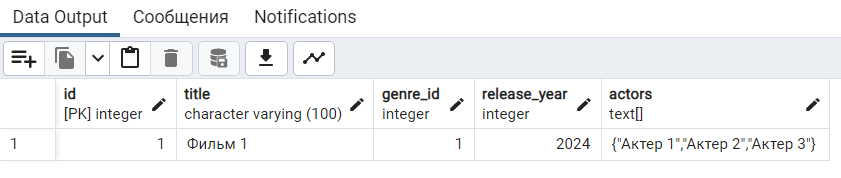 Data Output Сообщения Notifications
id title genre_id release_year actors
[PK] integer character varying (100) integer integer text[]
1 1 Фильм 1 1 2024 {"Актер 1","Актер 2","Актер 3"}